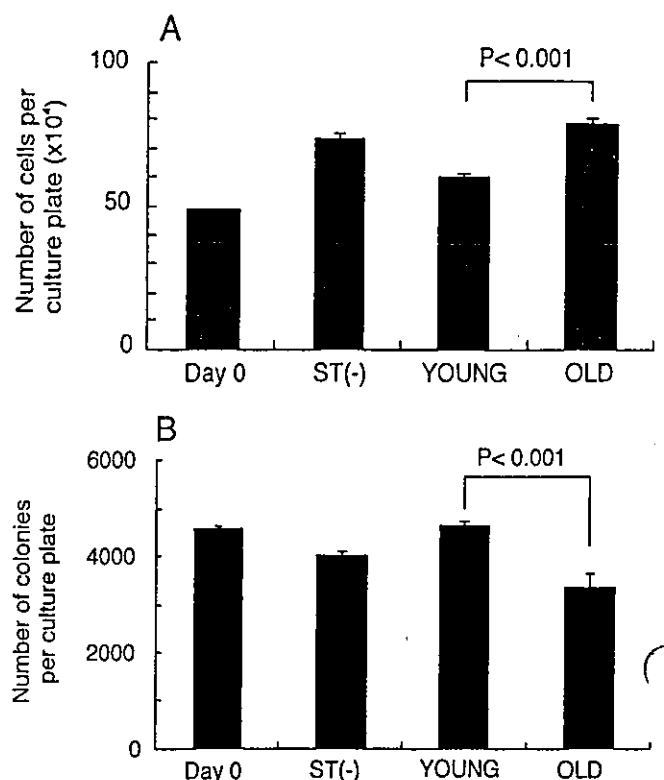 A
P< 0.001
Number of cells per
culture plate (x10⁴)
100
50
0
Day 0 ST(-) YOUNG OLD
B
P< 0.001
Number of colonies
per culture plate
6000
4000
2000
0
Day 0 ST(-) YOUNG OLD